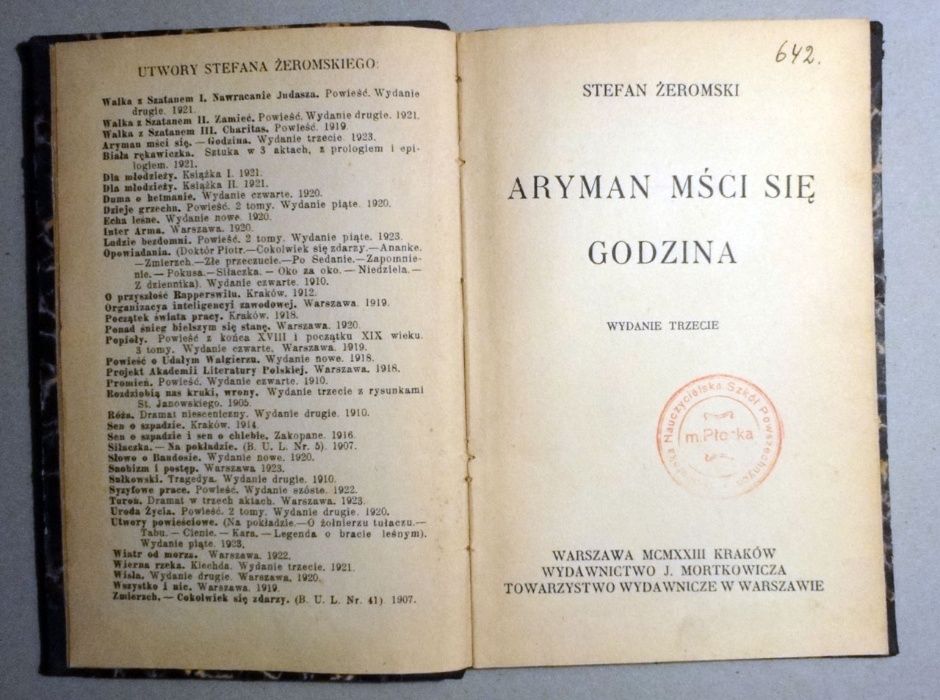 UTWORY STEFANA ŻEROMSKIEGO:
Walka z Szatanem I. Nawracanie Judasza. Powieść. Wydanie
drugie. 1921.
Walka z Szatanem II. Zamieć. Powieść. Wydanie drugie. 1921.
Walka z Szatanem III. Charitas. Powieść. 1919.
Aryman mści się. — Godzina. Wydanie trzecie. 1923.
Biała rękawiczka. Sztuka w 3 aktach, z prologiem i epi-
logiem. 1921.
Dla młodzieży. Książka I. 1921.
Dla młodzieży. Książka II. 1921.
Duma o hetmanie. Wydanie czwarte. 1920.
Dzieje grzechu. Powieść. 2 tomy. Wydanie piąte. 1920.
Echa leśne. Wydanie nowe. 1920.
Inter Arma. Warszawa. 1920.
Ludzie bezdomni. Powieść. 2 tomy. Wydanie piąte. 1923.
Opowiadania. (Doktór Piotr.—Cokolwiek się zdarzy.—Ananke.
—Zmierzch.—Złe przeczucie.—Po Sedanie.—Zapomnie-
nie.—Pokusa.—Siłaczka. — Oko za oko. — Niedziela.—
Z dziennika). Wydanie czwarte. 1910.
O przyszłość Rapperswilu. Kraków. 1912.
Organizacya inteligencyi zawodowej. Warszawa. 1919.
Początek świata pracy. Kraków. 1918.
Ponad śnieg bielszym się stanę. Warszawa. 1920.
Popioły. Powieść z końca XVIII i początku XIX wieku.
3 tomy. Wydanie czwarte. Warszawa. 1919.
Powieść o Udałym Walgierzu. Wydanie nowe. 1918.
Projekt Akademii Literatury Polskiej. Warszawa. 1918.
Promień. Powieść. Wydanie czwarte. 1910.
Rozdziobią nas kruki, wrony. Wydanie trzecie z rysunkami
St. Janowskiego. 1905.
Róża. Dramat niesceniczny. Wydanie drugie. 1910.
Sen o szpadzie. Kraków. 1914.
Sen o szpadzie i sen o chlebie. Zakopane. 1916.
Siłaczka. — Na pokładzie. (B. U. L. Nr. 5). 1907.
Słowo o Bandosie. Wydanie nowe. 1920.
Snobizm i postęp. Warszawa 1923.
Sułkowski. Tragedya. Wydanie drugie. 1910.
Syzyfowe prace. Powieść. Wydanie szóste. 1922.
Turoń. Dramat w trzech aktach. Warszawa. 1923.
Uroda Życia. Powieść. 2 tomy. Wydanie drugie. 1920.
Utwory powieściowe. (Na pokładzie.—O żołnierzu tułaczu.—
Tabu. — Cienie. — Kara. — Legenda o bracie leśnym).
Wydanie piąte. 1923.
Wiatr od morza. Warszawa. 1922.
Wierna rzeka. Klechda. Wydanie trzecie. 1921.
Wisła. Wydanie drugie. Warszawa. 1920.
Wszystko i nic. Warszawa. 1919.
Zmierzch. — Cokolwiek się zdarzy. (B. U. L. Nr. 41). 1907.
642.
STEFAN ŻEROMSKI
ARYMAN MŚCI SIĘ
GODZINA
WYDANIE TRZECIE
Nauczycielska Szkół Powszechnych
m. Płocka
WARSZAWA MCMXXIII KRAKÓW
WYDAWNICTWO J. MORTKOWICZA
TOWARZYSTWO WYDAWNICZE W WARSZAWIE